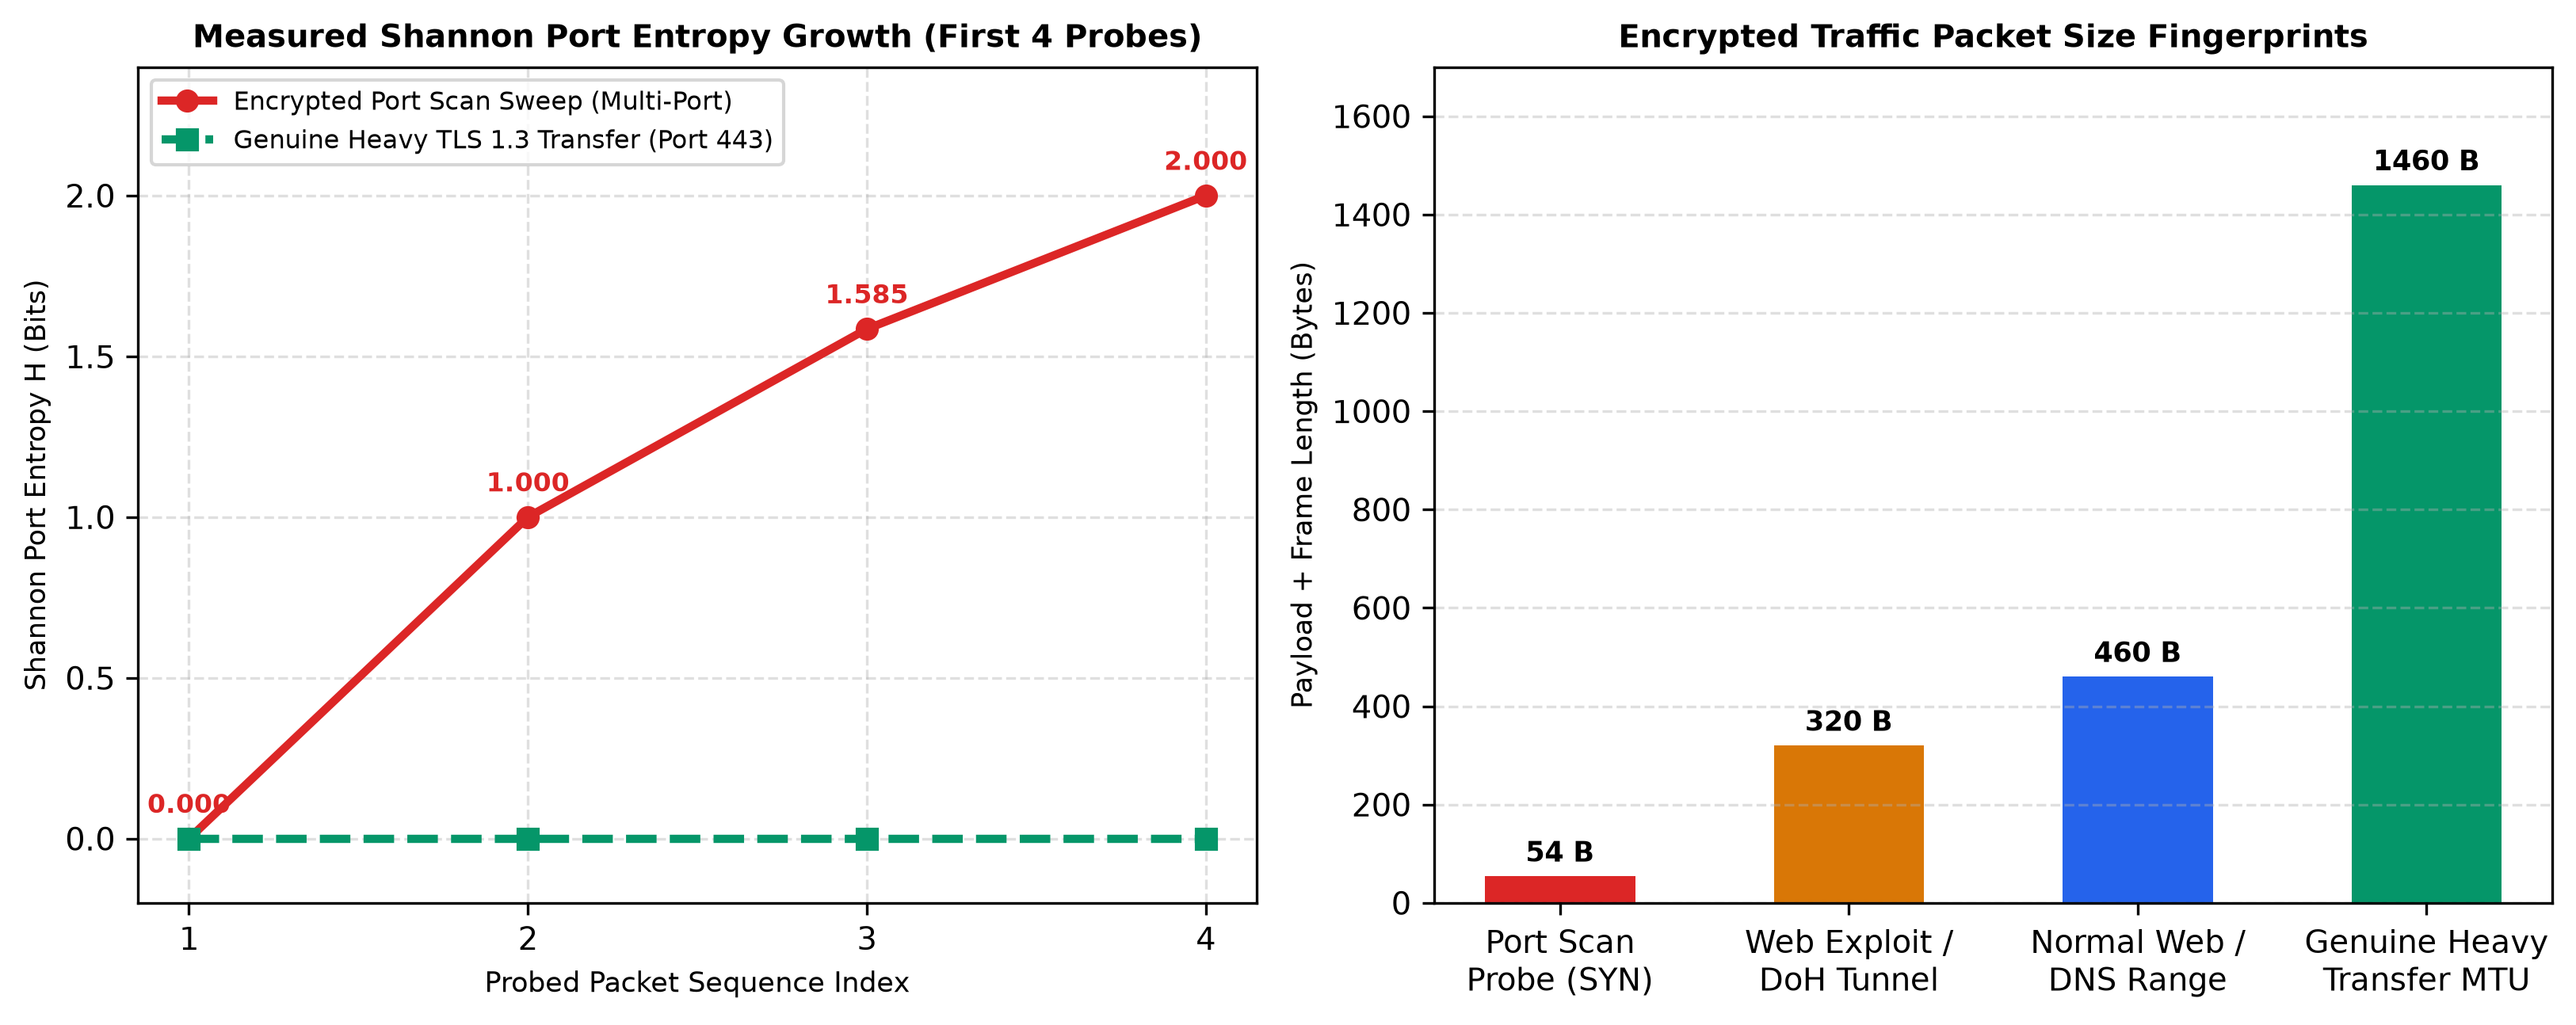 Measured Shannon Port Entropy Growth (First 4 Probes)
Encrypted Port Scan Sweep (Multi-Port)
Genuine Heavy TLS 1.3 Transfer (Port 443)
Shannon Port Entropy H (Bits)
2.0
1.5
1.0
0.5
0.0
0.000
1.000
1.585
2.000
1
2
3
4
Probed Packet Sequence Index
Encrypted Traffic Packet Size Fingerprints
Payload + Frame Length (Bytes)
1600
1400
1200
1000
800
600
400
200
0
54 B
320 B
460 B
1460 B
Port Scan
Probe (SYN)
Web Exploit /
DoH Tunnel
Normal Web /
DNS Range
Genuine Heavy
Transfer MTU